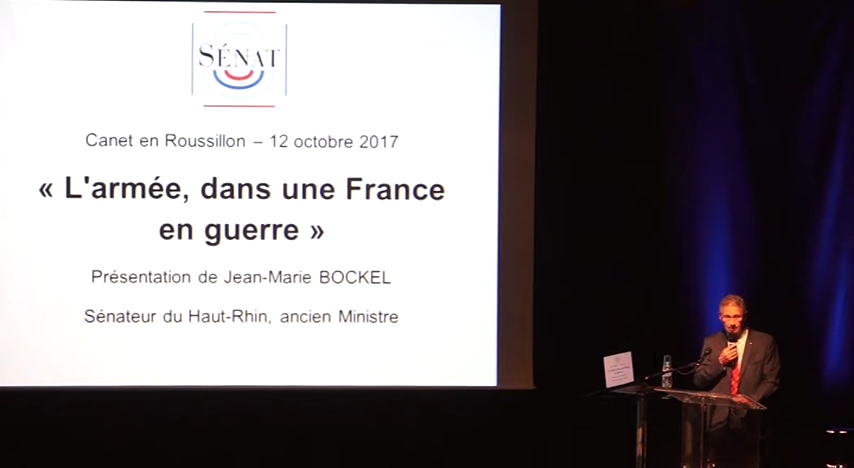 SÉNAT
Canet en Roussillon – 12 octobre 2017
« L'armée, dans une France
en guerre »
Présentation de Jean-Marie BOCKEL
Sénateur du Haut-Rhin, ancien Ministre